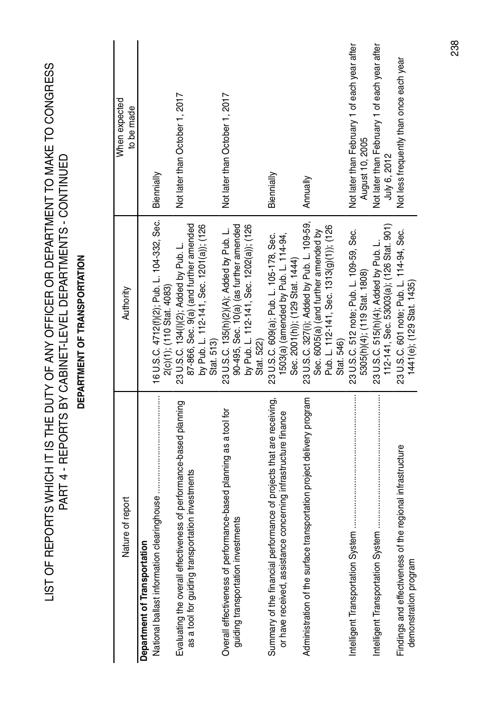 LIST OF REPORTS WHICH IT IS THE DUTY OF ANY OFFICER OR DEPARTMENT TO MAKE TO CONGRESS
PART 4 - REPORTS BY CABINET-LEVEL DEPARTMENTS - CONTINUED
DEPARTMENT OF TRANSPORTATION
Nature of report
Authority
When expected
to be made
Department of Transportation
National ballast information clearinghouse
16 U.S.C. 4712(f)(2); Pub. L. 104-332, Sec.
2(c)(1); (110 Stat. 4083)
Biennially
Evaluating the overall effectiveness of performance-based planning
as a tool for guiding transportation investments
23 U.S.C. 134(l)(2); Added by Pub. L.
87-866, Sec. 9(a) (and further amended
by Pub. L. 112-141, Sec. 1201(a)); (126
Stat. 513)
Not later than October 1, 2017
Overall effectiveness of performance-based planning as a tool for
guiding transportation investments
23 U.S.C. 135(h)(2)(A); Added by Pub. L.
90-495, Sec. 10(a) (as further amended
by Pub. L. 112-141, Sec. 1202(a)); (126
Stat. 522)
Not later than October 1, 2017
Summary of the financial performance of projects that are receiving,
or have received, assistance concerning infrastructure finance
23 U.S.C. 609(a); Pub. L. 105-178, Sec.
1503(a) (amended by Pub. L. 114-94,
Sec. 2001(h)); (129 Stat. 1444)
Biennially
Administration of the surface transportation project delivery program
23 U.S.C. 327(i); Added by Pub. L. 109-59,
Sec. 6005(a) (and further amended by
Pub. L. 112-141, Sec. 1313(g)(1)); (126
Stat. 546)
Annually
Intelligent Transportation System
23 U.S.C. 512 note; Pub. L. 109-59, Sec.
5305(h)(4); (119 Stat. 1808)
Not later than February 1 of each year after
August 10, 2005
Intelligent Transportation System
23 U.S.C. 515(h)(4); Added by Pub. L.
112-141, Sec. 53003(a); (126 Stat. 901)
Not later than February 1 of each year after
July 6, 2012
Findings and effectiveness of the regional infrastructure
demonstration program
23 U.S.C. 601 note; Pub. L. 114-94, Sec.
1441(e); (129 Stat. 1435)
Not less frequently than once each year
238